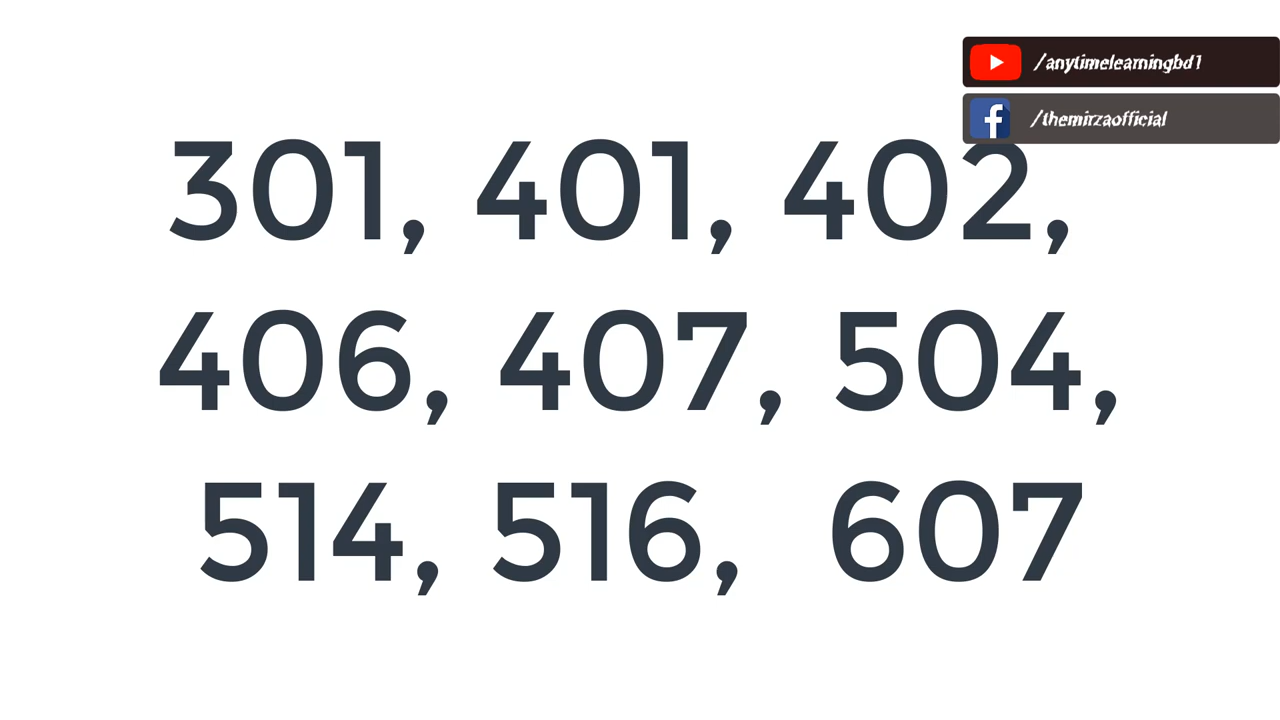 /anytimelearningbd1
/themirzaofficial
301, 401, 402,
406, 407, 504,
514, 516, 607